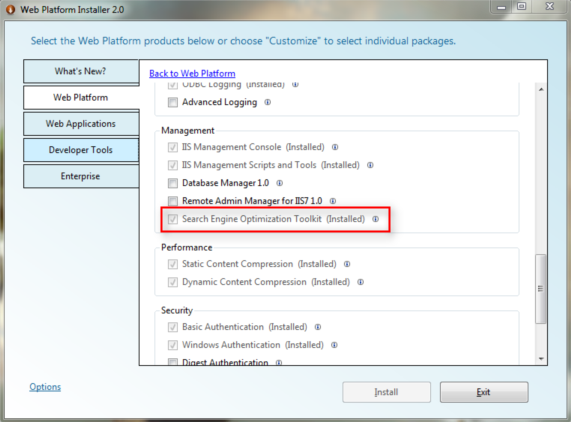 Web Platform Installer 2.0
Select the Web Platform products below or choose "Customize" to select individual packages.
What's New?
Web Platform
Web Applications
Developer Tools
Enterprise
Back to Web Platform
ODBC Logging (Installed)
Advanced Logging
Management
IIS Management Console (Installed)
IIS Management Scripts and Tools (Installed)
Database Manager 1.0
Remote Admin Manager for IIS7 1.0
Search Engine Optimization Toolkit (Installed)
Performance
Static Content Compression (Installed)
Dynamic Content Compression (Installed)
Security
Basic Authentication (Installed)
Windows Authentication (Installed)
Digest Authentication
Options
Install
Exit